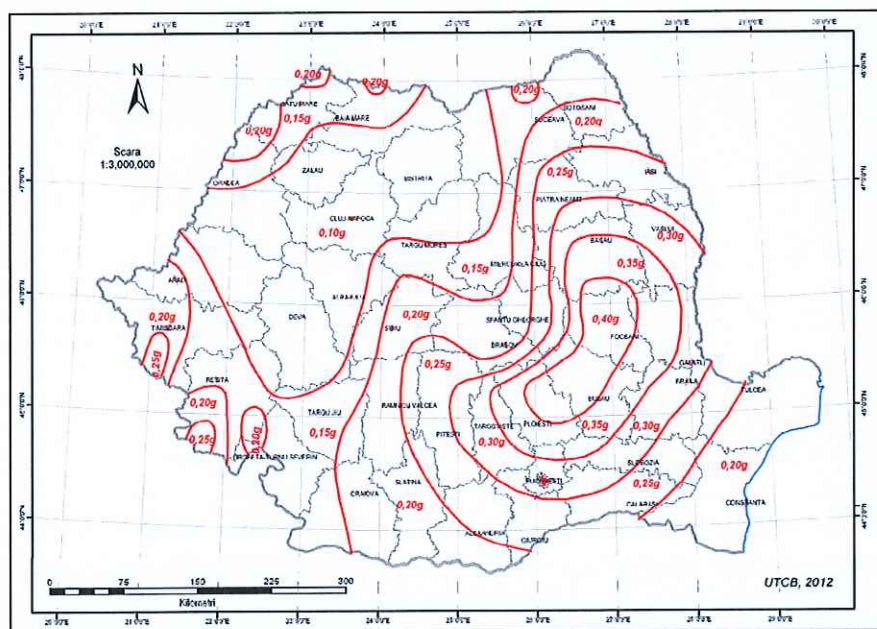 N
Scara
1:3,000,000
0,20g
0,20g
0,20g
SATU MARE
0,15g
BAIA MARE
0,20g
SUCEAVA
BOTOSANI
0,20g
ORADEA
ZALAU
BISTRITA
0,25g
IASI
PIATRA NEAMT
CLUJ NAPOCA
0,10g
TARGU MURES
VASLUI
0,30g
BACAU
0,15g
MIERCUREA CIUC
0,35g
ARAD
ALBA IULIA
0,20g
TIMISOARA
DEVA
0,20g
SIBIU
SFANTU GHEORGHE
0,40g
FOCSANI
BRASOV
0,25g
0,25g
GALATI
RESITA
BRAILA
TULCEA
0,20g
TARGU JIU
RAMNICU VALCEA
BUZAU
0,25g
0,20g
0,15g
PITESTI
TARGOVISTE
PLOIESTI
0,35g
0,30g
0,30g
DROBETA-TURNU SEVERIN
SLOBOZIA
0,20g
CRAIOVA
SLATINA
0,20g
BUCURESTI
0,25g
CALARASI
CONSTANTA
ALEXANDRIA
GIURGIU
0 75 150 225 300
Kilometri
UTCB, 2012